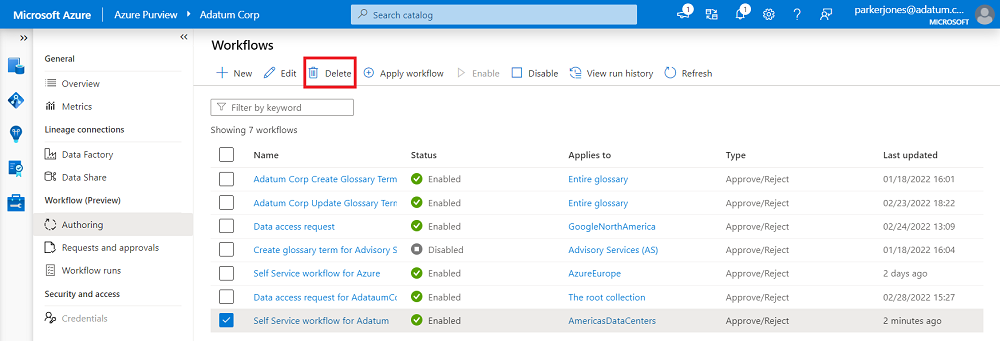 Microsoft Azure | Azure Purview > Adatum Corp
Search catalog
1
1
parkerjones@adatum.c...
MICROSOFT
General
Overview
Metrics
Lineage connections
Data Factory
Data Share
Workflow (Preview)
Authoring
Requests and approvals
Workflow runs
Security and access
Credentials
Workflows
New Edit Delete Apply workflow Enable Disable View run history Refresh
Filter by keyword
Showing 7 workflows
Name Status Applies to Type Last updated
Adatum Corp Create Glossary Term Enabled Entire glossary Approve/Reject 01/18/2022 16:01
Adatum Corp Update Glossary Term Enabled Entire glossary Approve/Reject 02/23/2022 18:22
Data access request Enabled GoogleNorthAmerica Approve/Reject 02/24/2022 13:09
Create glossary term for Advisory S Disabled Advisory Services (AS) Approve/Reject 01/18/2022 16:04
Self Service workflow for Azure Enabled AzureEurope Approve/Reject 2 days ago
Data access request for AdataumCo Enabled The root collection Approve/Reject 02/28/2022 15:27
Self Service workflow for Adatum Enabled AmericasDataCenters Approve/Reject 2 minutes ago